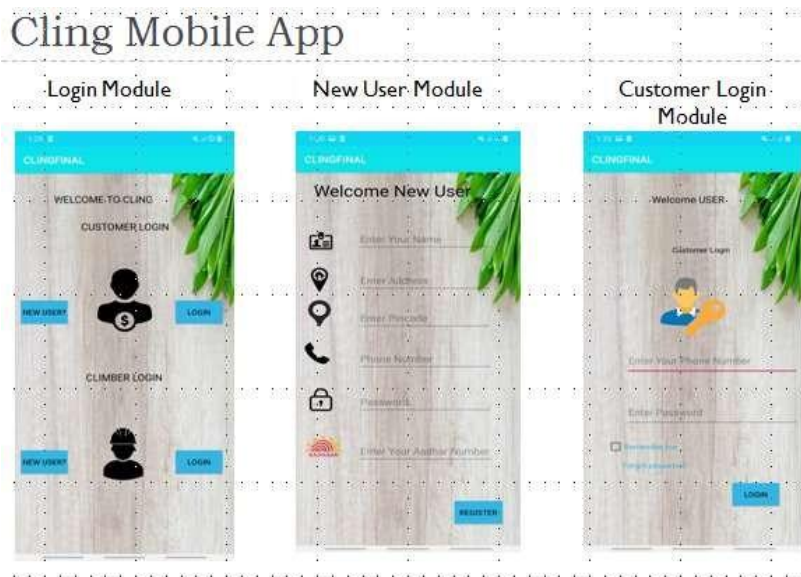 Cling Mobile App
Login Module
New User Module
Customer Login
Module
CLINGFINAL
WELCOME TO CLING
CUSTOMER LOGIN
NEW USER?
$
LOGIN
CLIMBER LOGIN
NEW USER?
LOGIN
CLINGFINAL
Welcome New User
Enter Your Name
Enter Address
Enter Pincode
Phone Number
Password
Enter Your Aadhar Number
REGISTER
CLINGFINAL
Welcome USER
Customer Login
Enter Your Phone Number
Enter Password
Remember me
LOGIN